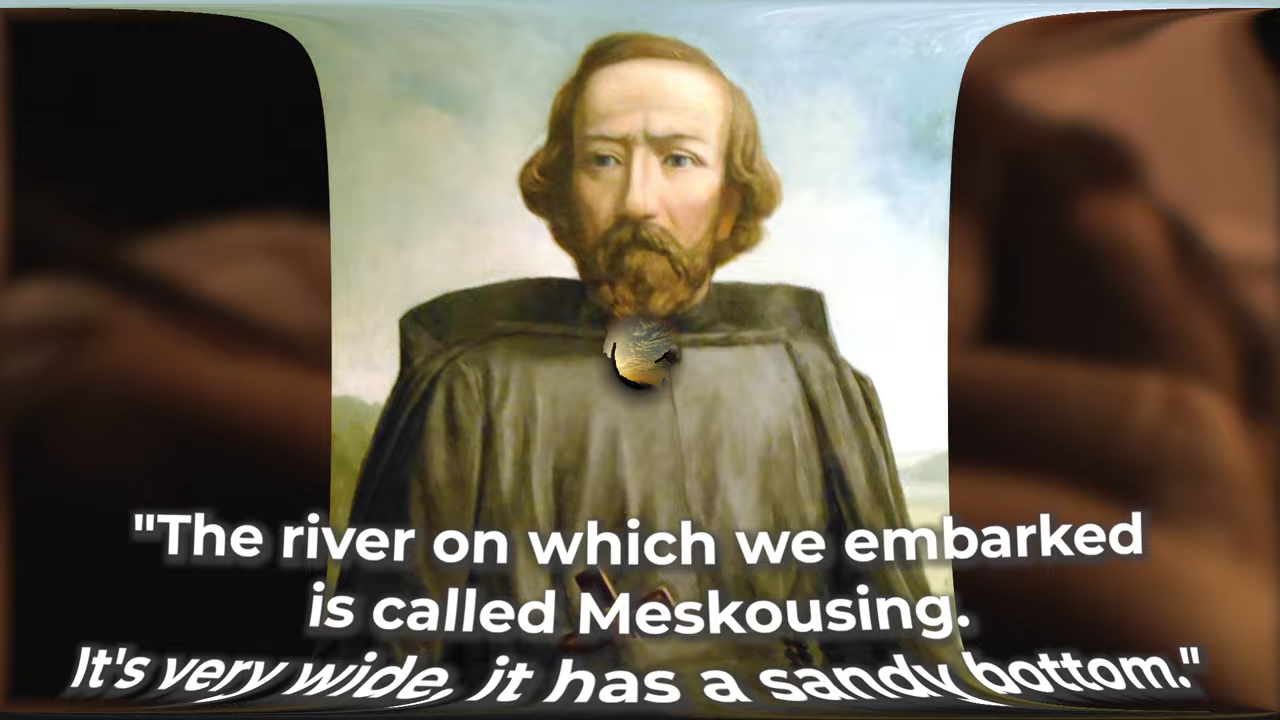 "The river on which we embarked
is called Meskousing.
It's very wide, it has a sandy bottom."